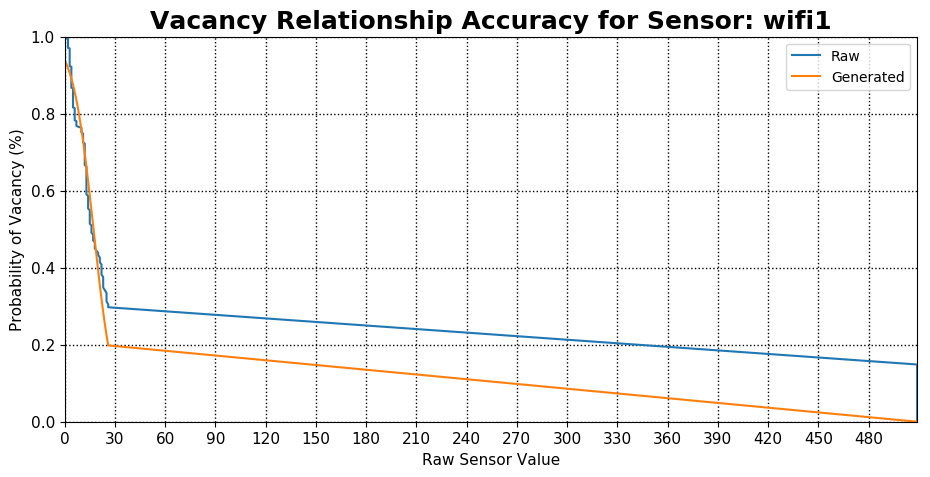 Vacancy Relationship Accuracy for Sensor: wifi1
Raw
Generated
Probability of Vacancy (%)
1.0
0.8
0.6
0.4
0.2
0.0
0 30 60 90 120 150 180 210 240 270 300 330 360 390 420 450 480
Raw Sensor Value